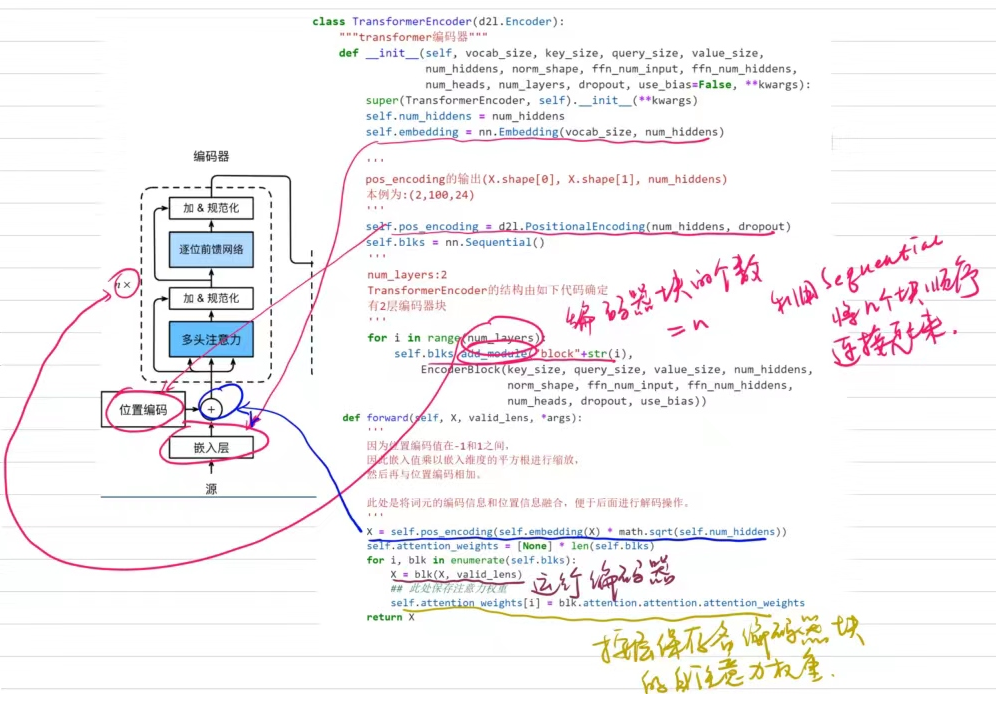 class TransformerEncoder(d2l.Encoder):
"""transformer编码器"""
def __init__(self, vocab_size, key_size, query_size, value_size,
num_hiddens, norm_shape, ffn_num_input, ffn_num_hiddens,
num_heads, num_layers, dropout, use_bias=False, **kwargs):
super(TransformerEncoder, self).__init__(**kwargs)
self.num_hiddens = num_hiddens
self.embedding = nn.Embedding(vocab_size, num_hiddens)
'''
pos_encoding的输出(X.shape[0], X.shape[1], num_hiddens)
本例为:(2,100,24)
'''
self.pos_encoding = d2l.PositionalEncoding(num_hiddens, dropout)
self.blks = nn.Sequential()
'''
num_layers:2
TransformerEncoder的结构由如下代码确定
有2层编码器块
'''
for i in range(num_layers):
self.blks.add_module("block"+str(i),
EncoderBlock(key_size, query_size, value_size, num_hiddens,
norm_shape, ffn_num_input, ffn_num_hiddens,
num_heads, dropout, use_bias))
def forward(self, X, valid_lens, *args):
'''
因为位置编码值在-1和1之间,
因此嵌入值乘以嵌入维度的平方根进行缩放,
然后再与位置编码相加。
此处是将词元的编码信息和位置信息融合，便于后面进行解码操作。
'''
X = self.pos_encoding(self.embedding(X) * math.sqrt(self.num_hiddens))
self.attention_weights = [None] * len(self.blks)
for i, blk in enumerate(self.blks):
X = blk(X, valid_lens)
## 此处保存注意力权重
self.attention_weights[i] = blk.attention.attention.attention_weights
return X
编码器
加 & 规范化
逐位前馈网络
n×
加 & 规范化
多头注意力
位置编码
+
嵌入层
源
编码器块的个数
=n
利用Sequential
将n个块顺序
连接起来.
运行编码器
按层保存各编码器块
的自注意力权重.